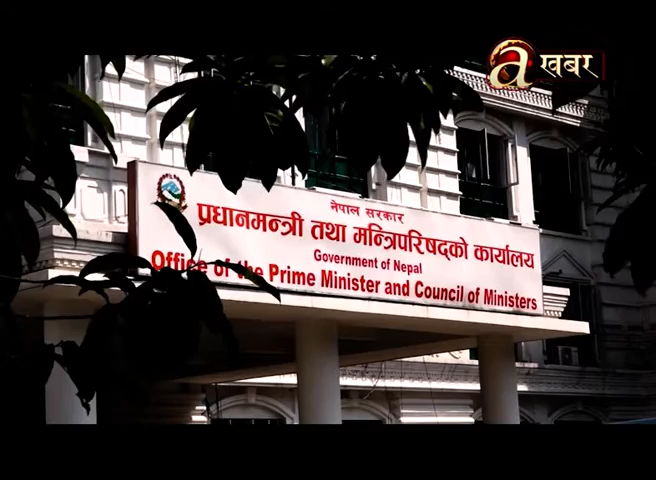 a खबर
नेपाल सरकार
प्रधानमन्त्री तथा मन्त्रिपरिषद्को कार्यालय
Government of Nepal
Office of the Prime Minister and Council of Ministers